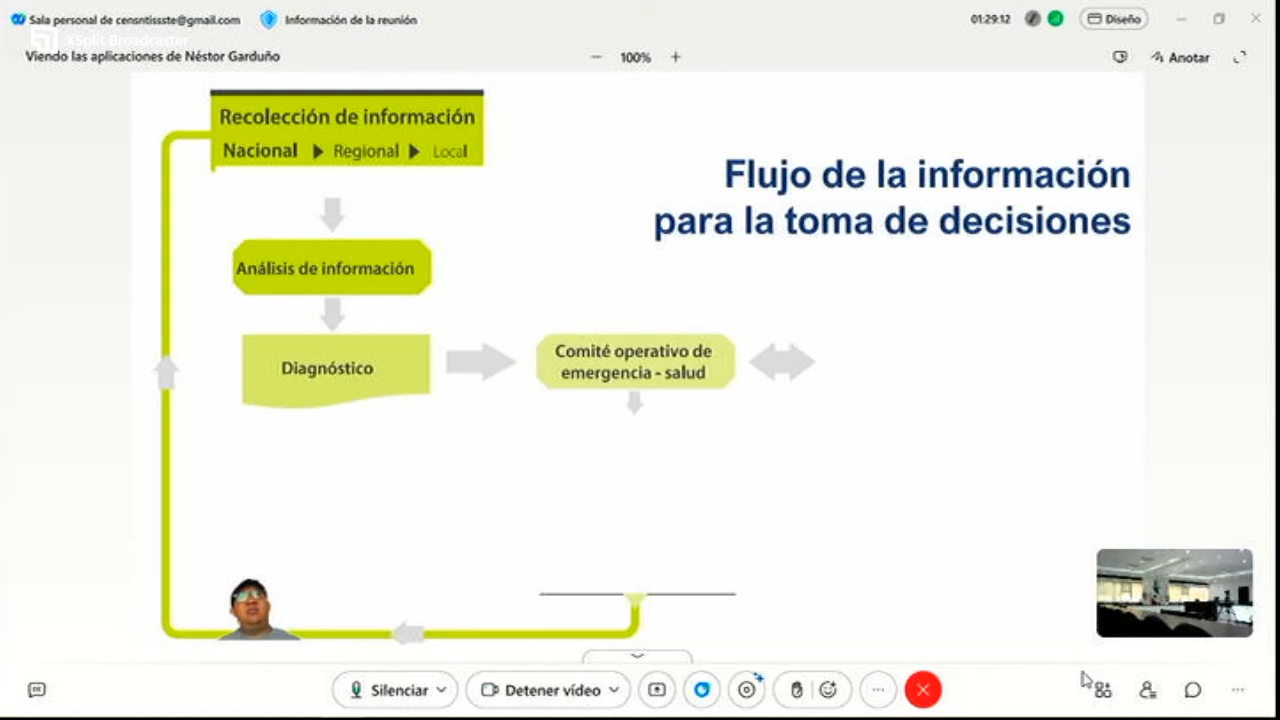 Sala personal de censntissste@gmail.com
Información de la reunión
01:29:12
Diseño
XSplit Broadcaster
Viendo las aplicaciones de Néstor Garduño
100%
Anotar
Recolección de información
Nacional Regional Local
Flujo de la información
para la toma de decisiones
Análisis de información
Diagnóstico
Comité operativo de
emergencia - salud
Silenciar
Detener vídeo